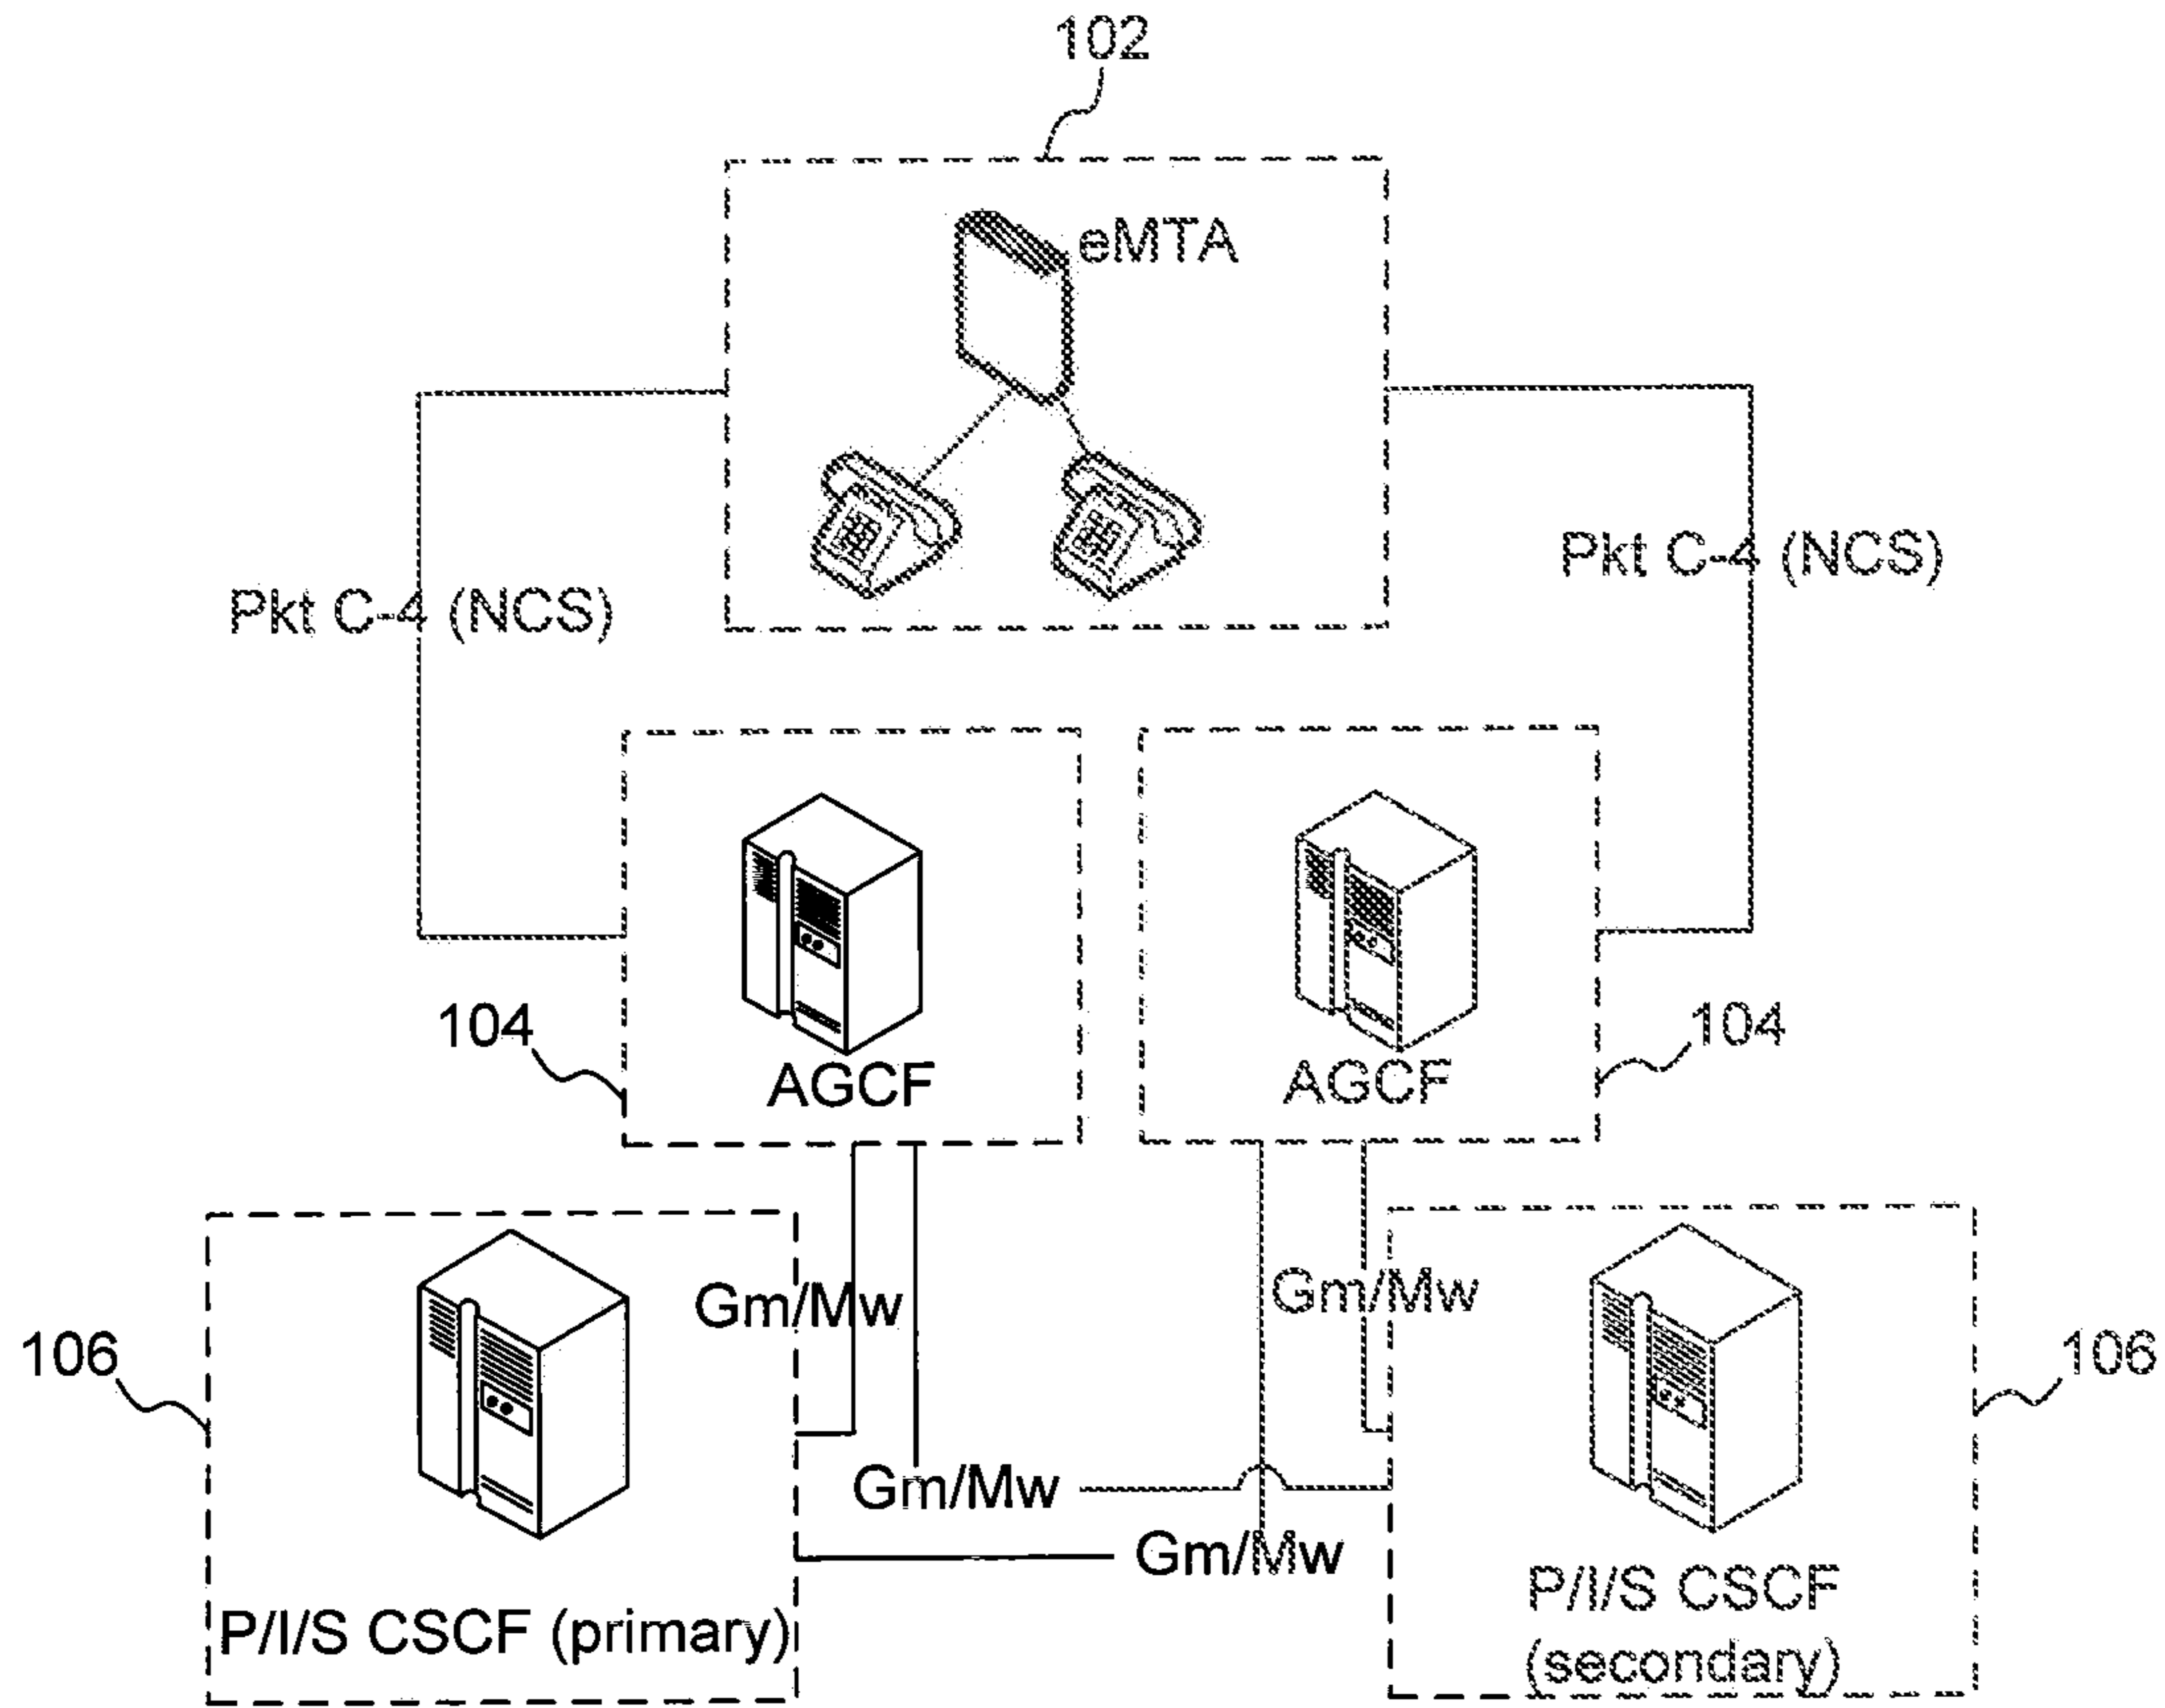 102
eMTA
Pkt C-4 (NCS)
Pkt C-4 (NCS)
104
AGCF
AGCF
104
Gm/Mw
Gm/Mw
106
106
Gm/Mw
Gm/Mw
P/I/S CSCF (primary)
P/I/S CSCF
(secondary)